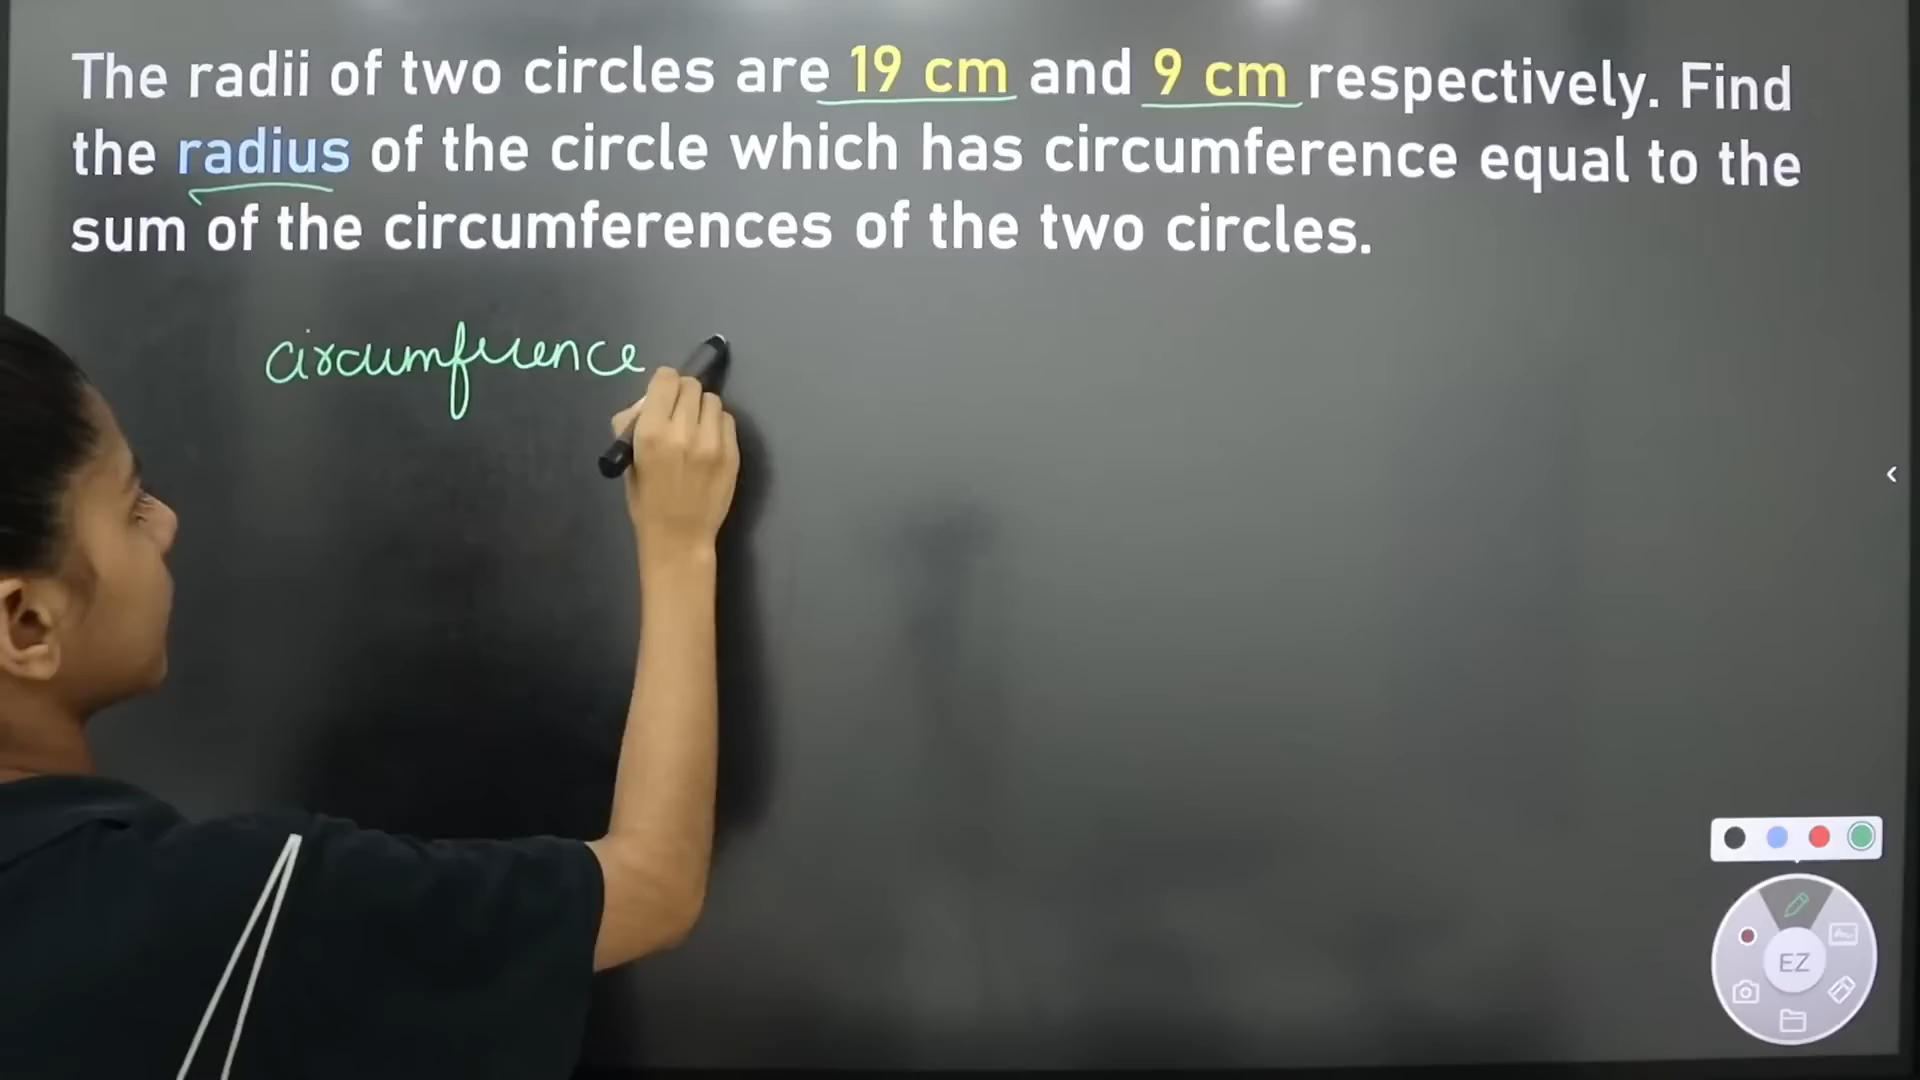 The radii of two circles are 19 cm and 9 cm respectively. Find
the radius of the circle which has circumference equal to the
sum of the circumferences of the two circles.
circumference
EZ